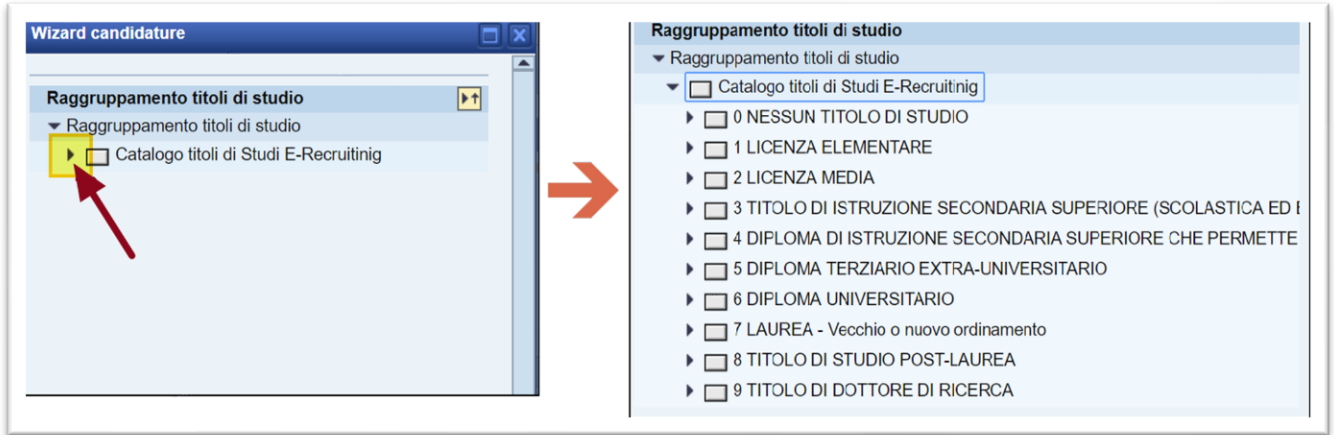 Wizard candidature
Raggruppamento titoli di studio
Raggruppamento titoli di studio
Catalogo titoli di Studi E-Recruitinig
Raggruppamento titoli di studio
Raggruppamento titoli di studio
Catalogo titoli di Studi E-Recruitinig
0 NESSUN TITOLO DI STUDIO
1 LICENZA ELEMENTARE
2 LICENZA MEDIA
3 TITOLO DI ISTRUZIONE SECONDARIA SUPERIORE (SCOLASTICA ED
4 DIPLOMA DI ISTRUZIONE SECONDARIA SUPERIORE CHE PERMETTE
5 DIPLOMA TERZIARIO EXTRA-UNIVERSITARIO
6 DIPLOMA UNIVERSITARIO
7 LAUREA - Vecchio o nuovo ordinamento
8 TITOLO DI STUDIO POST-LAUREA
9 TITOLO DI DOTTORE DI RICERCA